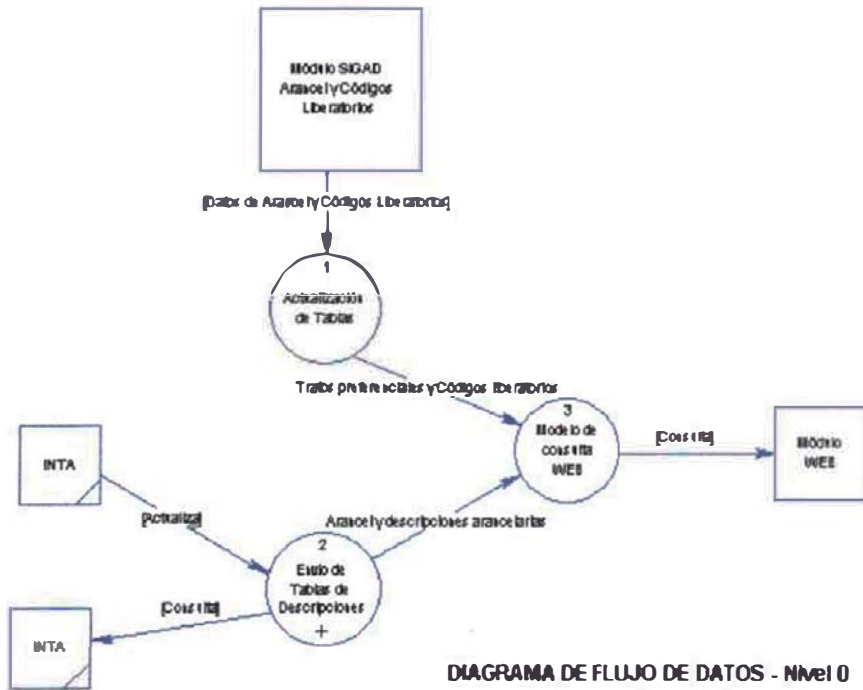 Módulo SIGAD
Arancel y Códigos
Liberatorios
[Datos de Arancel y Códigos Liberatorios]
1
Actualización
de Tablas
Tratos preferenciales y Códigos liberatorios
3
Modelo de
consulta
WEB
[Consulta]
Módulo
WEB
INTA
[Actualiza]
Arancel y descripciones arancelarias
2
Envío de
Tablas de
Descripciones
+
[Consulta]
INTA
DIAGRAMA DE FLUJO DE DATOS - Nivel 0